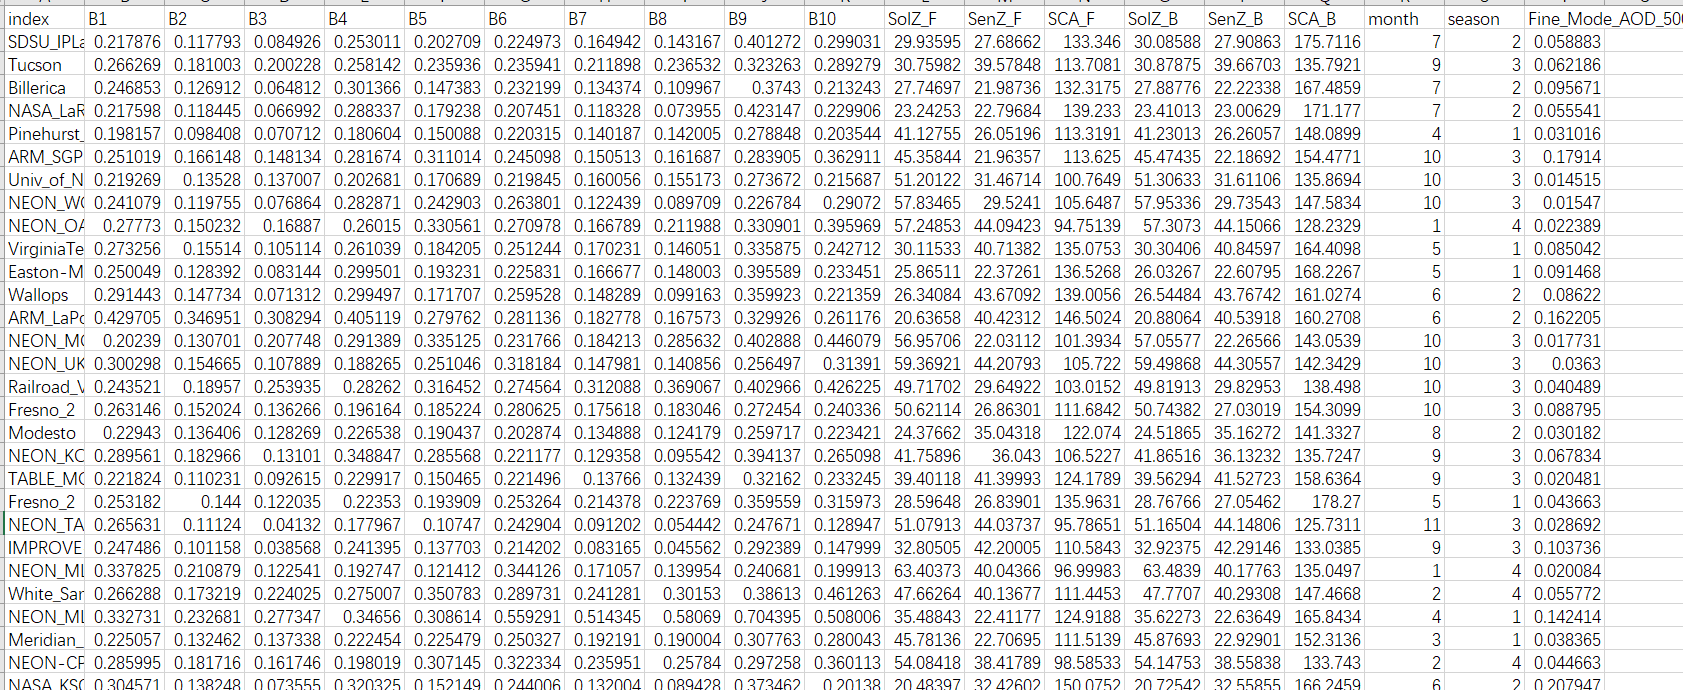 index B1 B2 B3 B4 B5 B6 B7 B8 B9 B10 SolZ_F SenZ_F SCA_F SolZ_B SenZ_B SCA_B month season Fine_Mode_AOD_50
SDSU_IPLa 0.217876 0.117793 0.084926 0.253011 0.202709 0.224973 0.164942 0.143167 0.401272 0.299031 29.93595 27.68662 133.346 30.08588 27.90863 175.7116 7 2 0.058883
Tucson 0.266269 0.181003 0.200228 0.258142 0.235936 0.235941 0.211898 0.236532 0.323263 0.289279 30.75982 39.57848 113.7081 30.87875 39.66703 135.7921 9 3 0.062186
Billerica 0.246853 0.126912 0.064812 0.301366 0.147383 0.232199 0.134374 0.109967 0.3743 0.213243 27.74697 21.98736 132.3175 27.88776 22.22338 167.4859 7 2 0.095671
NASA_LaR 0.217598 0.118445 0.066992 0.288337 0.179238 0.207451 0.118328 0.073955 0.423147 0.229906 23.24253 22.79684 139.233 23.41013 23.00629 171.177 7 2 0.055541
Pinehurst_ 0.198157 0.098408 0.070712 0.180604 0.150088 0.220315 0.140187 0.142005 0.278848 0.203544 41.12755 26.05196 113.3191 41.23013 26.26057 148.0899 4 1 0.031016
ARM_SGP 0.251019 0.166148 0.148134 0.281674 0.311014 0.245098 0.150513 0.161687 0.283905 0.362911 45.35844 21.96357 113.625 45.47435 22.18692 154.4771 10 3 0.17914
Univ_of_N 0.219269 0.13528 0.137007 0.202681 0.170689 0.219845 0.160056 0.155173 0.273672 0.215687 51.20122 31.46714 100.7649 51.30633 31.61106 135.8694 10 3 0.014515
NEON_WO 0.241079 0.119755 0.076864 0.282871 0.242903 0.263801 0.122439 0.089709 0.226784 0.29072 57.83465 29.5241 105.6487 57.95336 29.73543 147.5834 10 3 0.01547
NEON_OA 0.27773 0.150232 0.16887 0.26015 0.330561 0.270978 0.166789 0.211988 0.330901 0.395969 57.24853 44.09423 94.75139 57.3073 44.15066 128.2329 1 4 0.022389
VirginiaTe 0.273256 0.15514 0.105114 0.261039 0.184205 0.251244 0.170231 0.146051 0.335875 0.242712 30.11533 40.71382 135.0753 30.30406 40.84597 164.4098 5 1 0.085042
Easton-M 0.250049 0.128392 0.083144 0.299501 0.193231 0.225831 0.166677 0.148003 0.395589 0.233451 25.86511 22.37261 136.5268 26.03267 22.60795 168.2267 5 1 0.091468
Wallops 0.291443 0.147734 0.071312 0.299497 0.171707 0.259528 0.148289 0.099163 0.359923 0.221359 26.34084 43.67092 139.0056 26.54484 43.76742 161.0274 6 2 0.08622
ARM_LaPo 0.429705 0.346951 0.308294 0.405119 0.279762 0.281136 0.182778 0.167573 0.329926 0.261176 20.63658 40.42312 146.5024 20.88064 40.53918 160.2708 6 2 0.162205
NEON_MO 0.20239 0.130701 0.207748 0.291389 0.335125 0.231766 0.184213 0.285632 0.402888 0.446079 56.95706 22.03112 101.3934 57.05577 22.26566 143.0539 10 3 0.017731
NEON_UK 0.300298 0.154665 0.107889 0.188265 0.251046 0.318184 0.147981 0.140856 0.256497 0.31391 59.36921 44.20793 105.722 59.49868 44.30557 142.3429 10 3 0.0363
Railroad_V 0.243521 0.18957 0.253935 0.28262 0.316452 0.274564 0.312088 0.369067 0.402966 0.426225 49.71702 29.64922 103.0152 49.81913 29.82953 138.498 10 3 0.040489
Fresno_2 0.263146 0.152024 0.136266 0.196164 0.185224 0.280625 0.175618 0.183046 0.272454 0.240336 50.62114 26.86301 111.6842 50.74382 27.03019 154.3099 10 3 0.088795
Modesto 0.22943 0.136406 0.128269 0.226538 0.190437 0.202874 0.134888 0.124179 0.259717 0.223421 24.37662 35.04318 122.074 24.51865 35.16272 141.3327 8 2 0.030182
NEON_KO 0.289561 0.182966 0.13101 0.348847 0.285568 0.221177 0.129358 0.095542 0.394137 0.265098 41.75896 36.043 106.5227 41.86516 36.13232 135.7247 9 3 0.067834
TABLE_MO 0.221824 0.110231 0.092615 0.229917 0.150465 0.221496 0.13766 0.132439 0.32162 0.233245 39.40118 41.39993 124.1789 39.56294 41.52723 158.6364 9 3 0.020481
Fresno_2 0.253182 0.144 0.122035 0.22353 0.193909 0.253264 0.214378 0.223769 0.359559 0.315973 28.59648 26.83901 135.9631 28.76766 27.05462 178.27 5 1 0.043663
NEON_TA 0.265631 0.11124 0.04132 0.177967 0.10747 0.242904 0.091202 0.054442 0.247671 0.128947 51.07913 44.03737 95.78651 51.16504 44.14806 125.7311 11 3 0.028692
IMPROVE 0.247486 0.101158 0.038568 0.241395 0.137703 0.214202 0.083165 0.045562 0.292389 0.147999 32.80505 42.20005 110.5843 32.92375 42.29146 133.0385 9 3 0.103736
NEON_ML 0.337825 0.210879 0.122541 0.192747 0.121412 0.344126 0.171057 0.139954 0.240681 0.199913 63.40373 40.04366 96.99983 63.4839 40.17763 135.0497 1 4 0.020084
White_Sar 0.266288 0.173219 0.224025 0.275007 0.350783 0.289731 0.241281 0.30153 0.38613 0.461263 47.66264 40.13677 111.4453 47.7707 40.29308 147.4668 2 4 0.055772
NEON_ML 0.332731 0.232681 0.277347 0.34656 0.308614 0.559291 0.514345 0.58069 0.704395 0.508006 35.48843 22.41177 124.9188 35.62273 22.63649 165.8434 4 1 0.142414
Meridian_ 0.225057 0.132462 0.137338 0.222454 0.225479 0.250327 0.192191 0.190004 0.307763 0.280043 45.78136 22.70695 111.5139 45.87693 22.92901 152.3136 3 1 0.038365
NEON-CP 0.285995 0.181716 0.161746 0.198019 0.307145 0.322334 0.235951 0.25784 0.297258 0.360113 54.08418 38.41789 98.58533 54.14753 38.55838 133.743 2 4 0.044663
NASA_KSC 0.304571 0.138248 0.073555 0.320325 0.152149 0.244006 0.132004 0.089428 0.373462 0.20138 20.48397 32.42602 150.0752 20.72542 32.55855 166.2459 6 2 0.207947